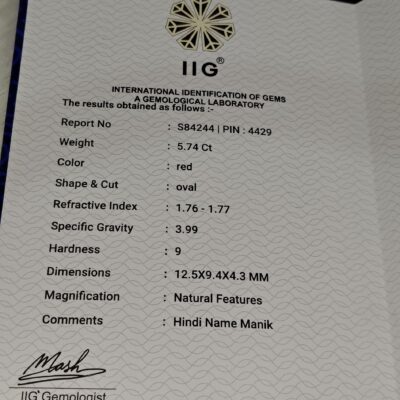 IIG®
INTERNATIONAL IDENTIFICATION OF GEMS
A GEMOLOGICAL LABORATORY
The results obtained as follows :-
Report No : S84244 | PIN : 4429
Weight : 5.74 Ct
Color : red
Shape & Cut : oval
Refractive Index : 1.76 - 1.77
Specific Gravity : 3.99
Hardness : 9
Dimensions : 12.5X9.4X4.3 MM
Magnification : Natural Features
Comments : Hindi Name Manik
Mash
IIG® Gemologist